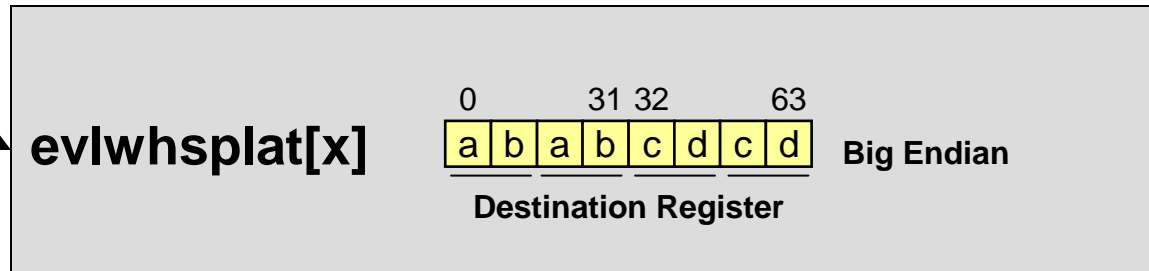 0 31 32 63
evlwhsplat[x] a b a b c d c d Big Endian
Destination Register